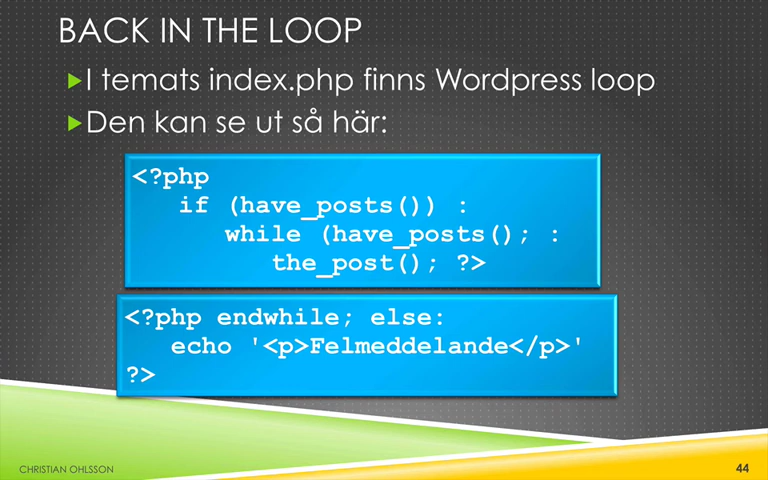 BACK IN THE LOOP
I temats index.php finns Wordpress loop
Den kan se ut så här:
<?php
if (have_posts()) :
while (have_posts(); :
the_post(); ?>
<?php endwhile; else:
echo '<p>Felmeddelande</p>'
?>
CHRISTIAN OHLSSON
44